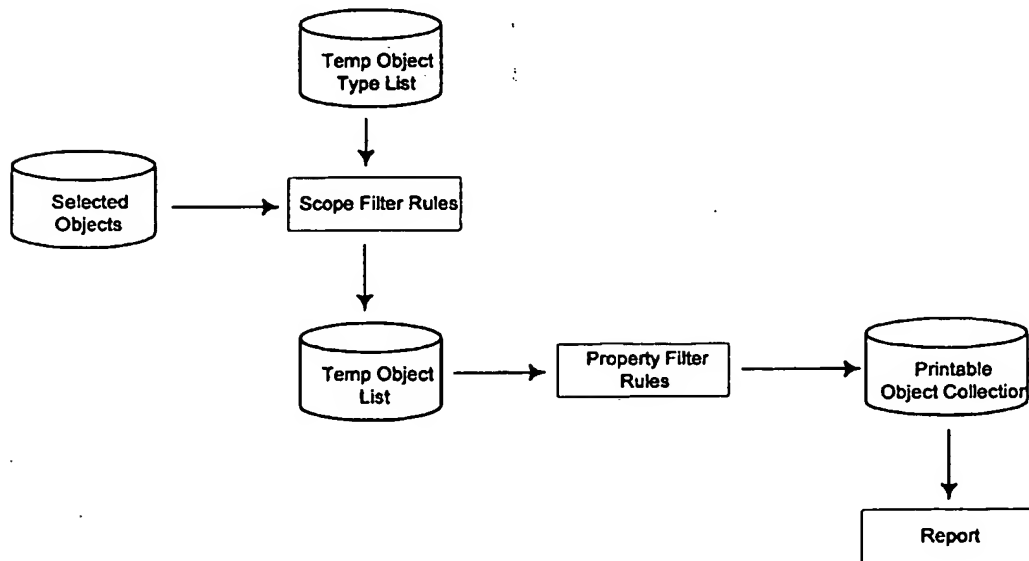 Temp Object
Type List
Selected
Objects
Scope Filter Rules
Temp Object
List
Property Filter
Rules
Printable
Object Collection
Report